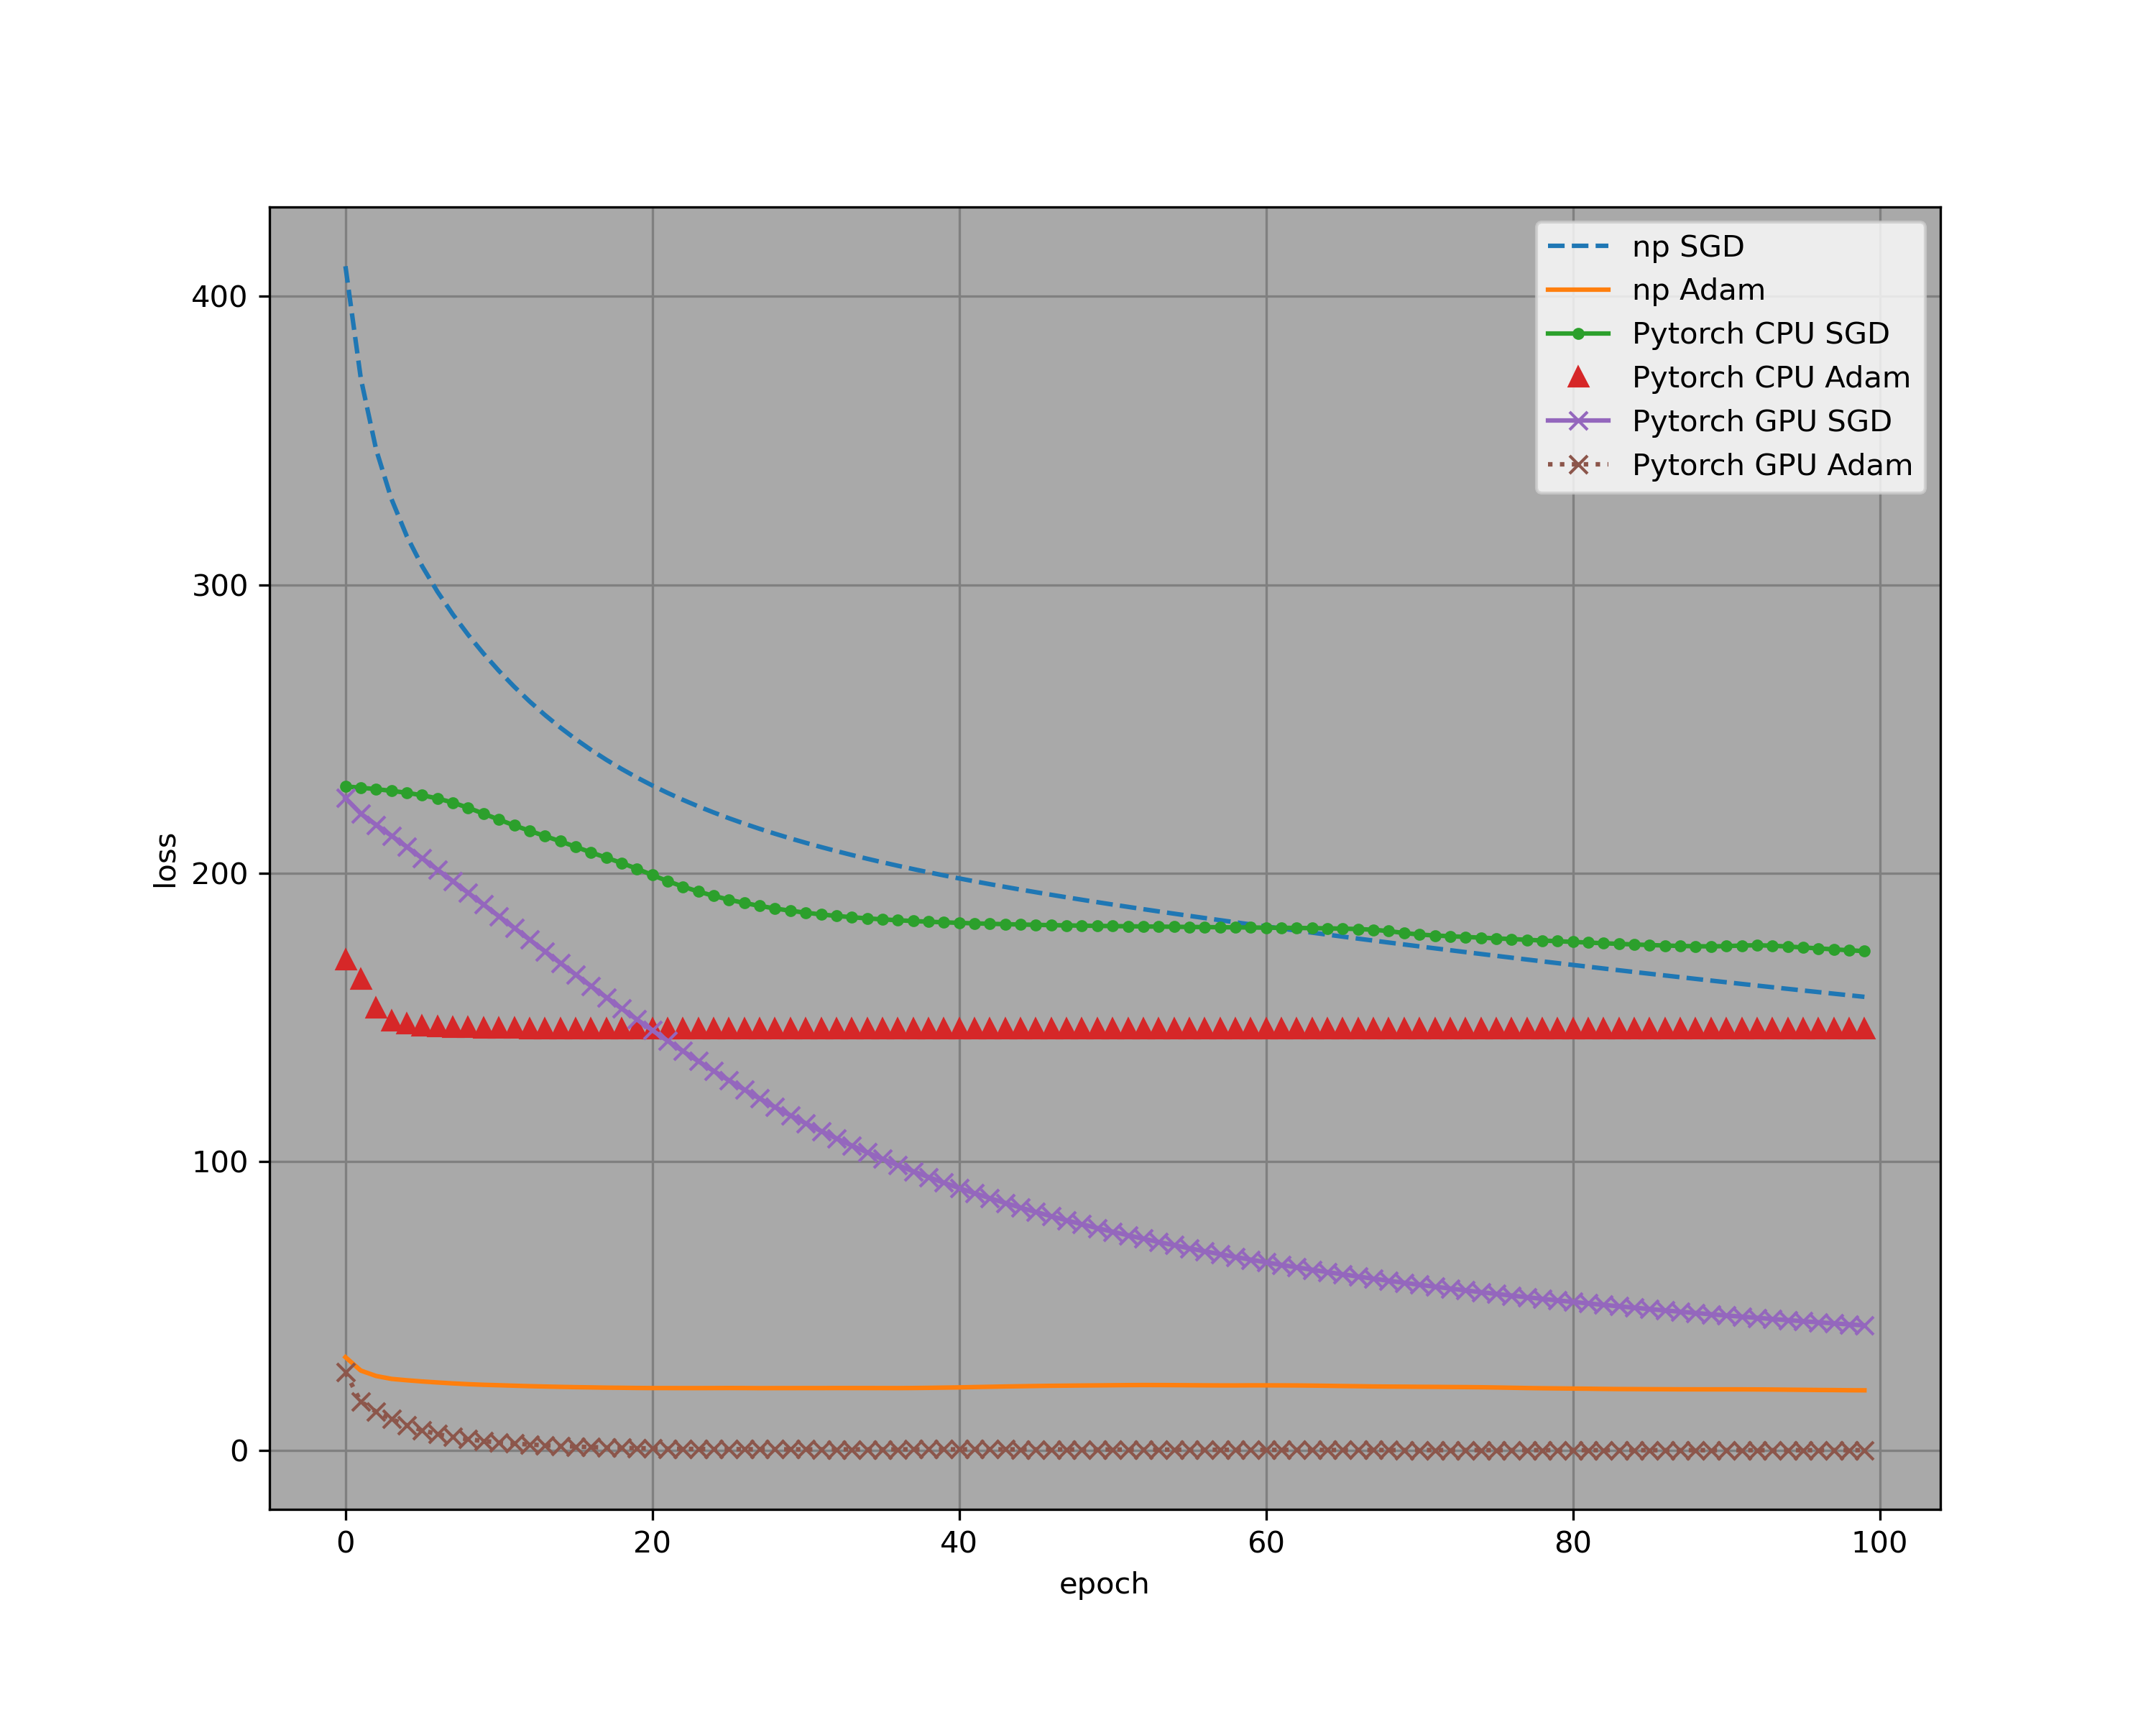 np SGD
np Adam
Pytorch CPU SGD
Pytorch CPU Adam
Pytorch GPU SGD
Pytorch GPU Adam
400
300
200
100
0
loss
0 20 40 60 80 100
epoch